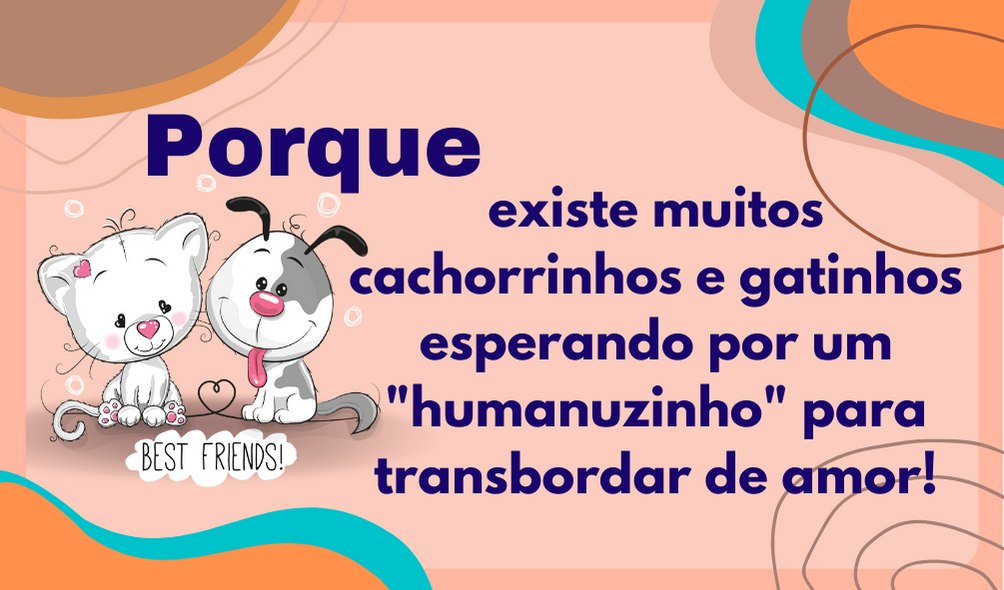 Porque
existe muitos
cachorrinhos e gatinhos
esperando por um
"humanuzinho" para
transbordar de amor!
BEST FRIENDS!